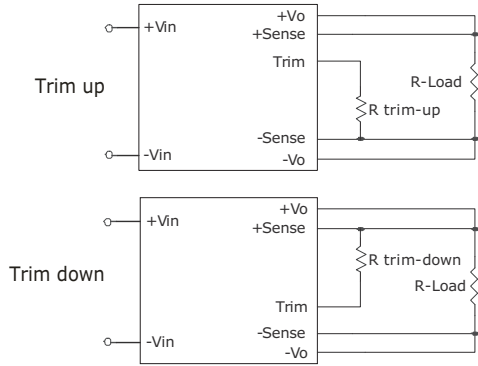 +Vo
+Vin
+Sense
Trim
R-Load
Trim up
R trim-up
-Sense
-Vin
-Vo
+Vo
+Vin
+Sense
R trim-down
Trim down
R-Load
Trim
-Sense
-Vin
-Vo